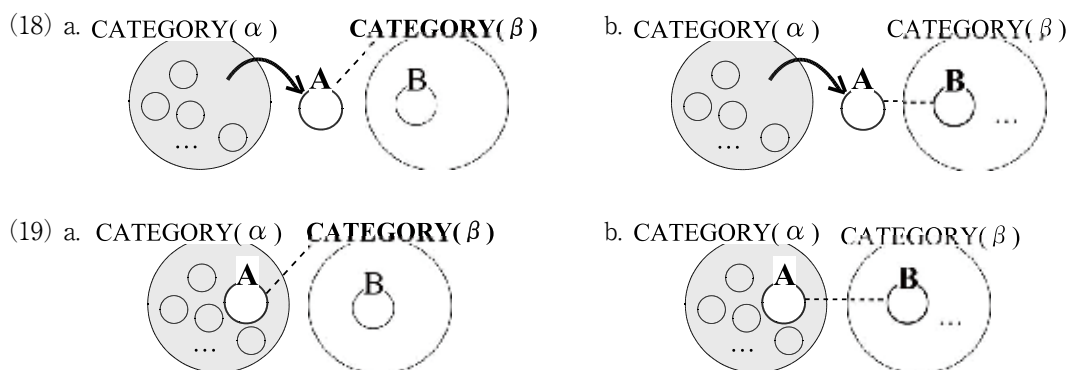 (18) a. CATEGORY(α) CATEGORY(β) b. CATEGORY(α) CATEGORY(β)
A B A B
... ... ...
(19) a. CATEGORY(α) CATEGORY(β) b. CATEGORY(α) CATEGORY(β)
A B A B
... ... ...